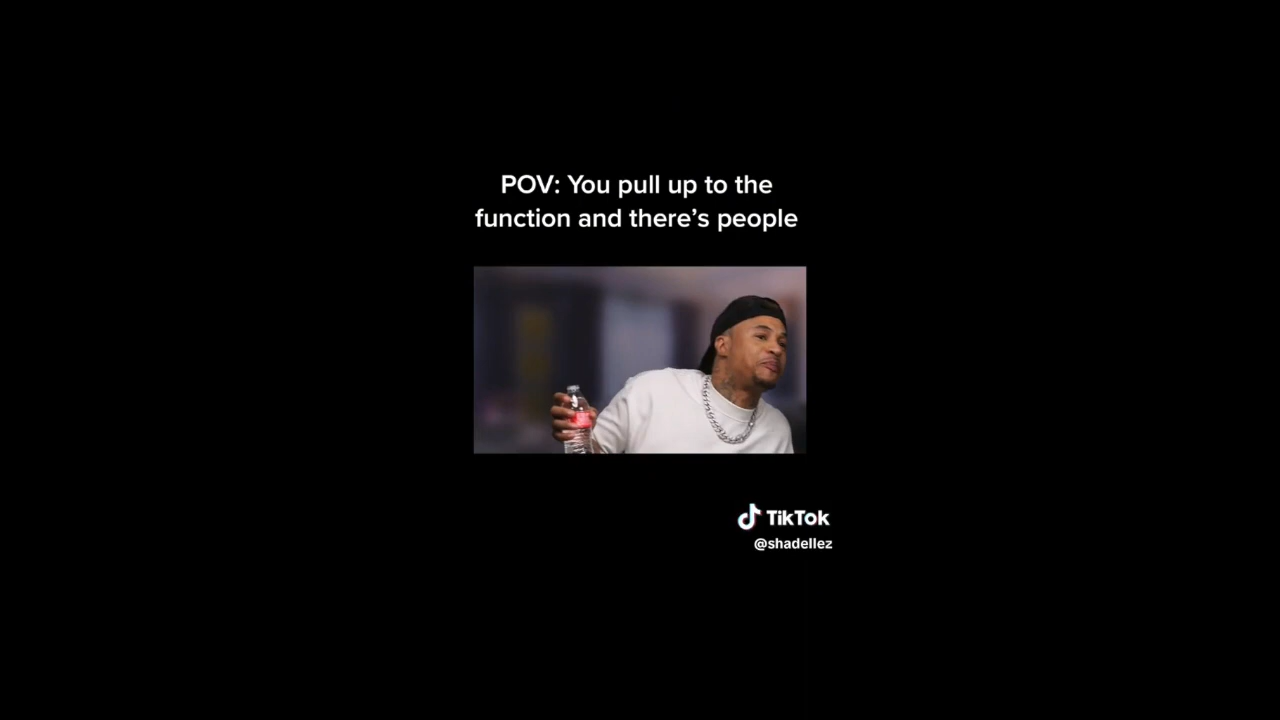 POV: You pull up to the
function and there’s people
TikTok
@shadellez